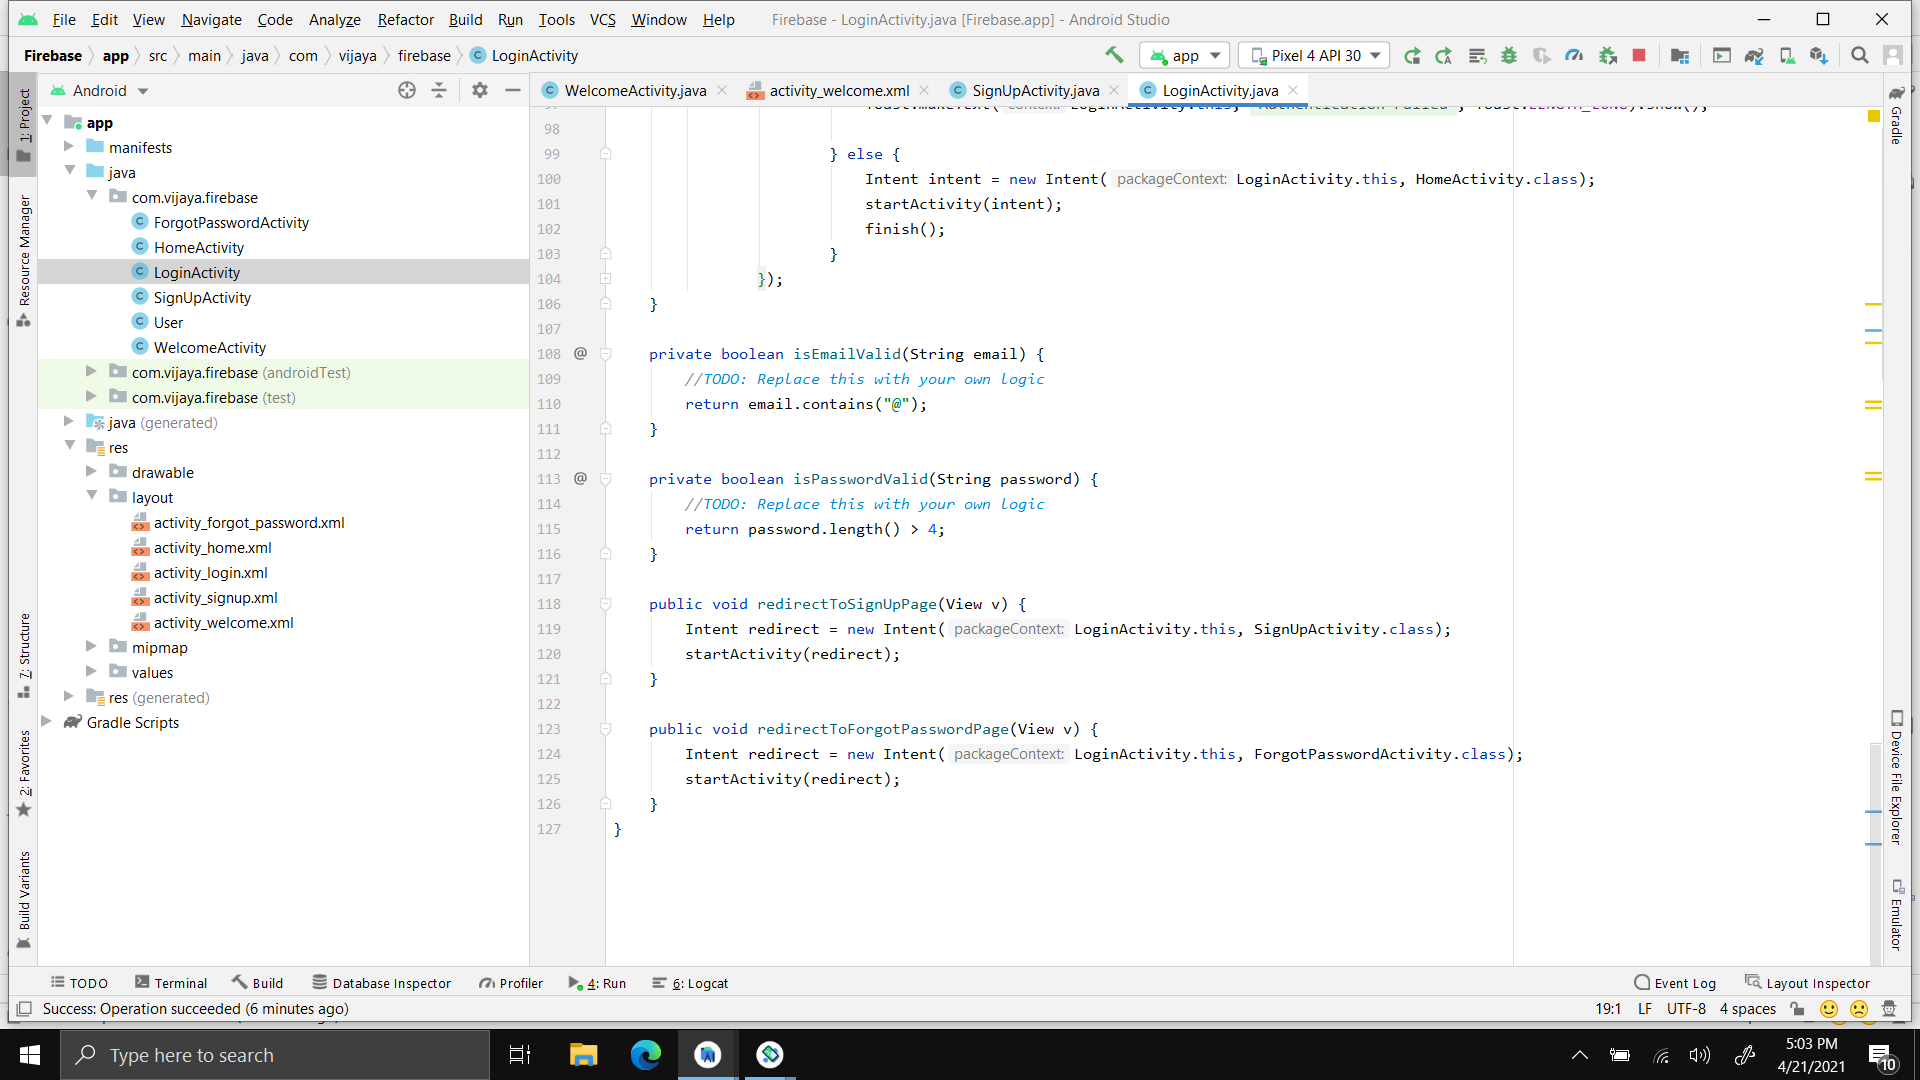 File Edit View Navigate Code Analyze Refactor Build Run Tools VCS Window Help Firebase - LoginActivity.java [Firebase.app] - Android Studio
Firebase app src main java com vijaya firebase LoginActivity app Pixel 4 API 30
Android WelcomeActivity.java activity_welcome.xml SignUpActivity.java LoginActivity.java
1: Project
Resource Manager
7: Structure
2: Favorites
Build Variants
app
manifests
java
com.vijaya.firebase
ForgotPasswordActivity
HomeActivity
LoginActivity
SignUpActivity
User
WelcomeActivity
com.vijaya.firebase (androidTest)
com.vijaya.firebase (test)
java (generated)
res
drawable
layout
activity_forgot_password.xml
activity_home.xml
activity_login.xml
activity_signup.xml
activity_welcome.xml
mipmap
values
res (generated)
Gradle Scripts
98
99 } else {
100 Intent intent = new Intent( packageContext: LoginActivity.this, HomeActivity.class);
101 startActivity(intent);
102 finish();
103 }
104 });
106 }
107
108 @ private boolean isEmailValid(String email) {
109 //TODO: Replace this with your own logic
110 return email.contains("@");
111 }
112
113 @ private boolean isPasswordValid(String password) {
114 //TODO: Replace this with your own logic
115 return password.length() > 4;
116 }
117
118 public void redirectToSignUpPage(View v) {
119 Intent redirect = new Intent( packageContext: LoginActivity.this, SignUpActivity.class);
120 startActivity(redirect);
121 }
122
123 public void redirectToForgotPasswordPage(View v) {
124 Intent redirect = new Intent( packageContext: LoginActivity.this, ForgotPasswordActivity.class);
125 startActivity(redirect);
126 }
127 }
Gradle
Device File Explorer
Emulator
TODO Terminal Build Database Inspector Profiler 4: Run 6: Logcat Event Log Layout Inspector
Success: Operation succeeded (6 minutes ago) 19:1 LF UTF-8 4 spaces
Type here to search
5:03 PM
4/21/2021
10